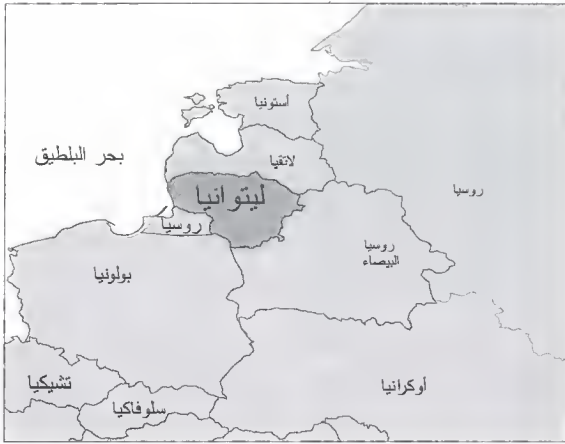 أستونيا
بحر البلطيق
لاتفيا
روسيا
ليتوانيا
روسيا
روسيا
البيضاء
بولونيا
تشيكيا
سلوفاكيا
أوكرانيا